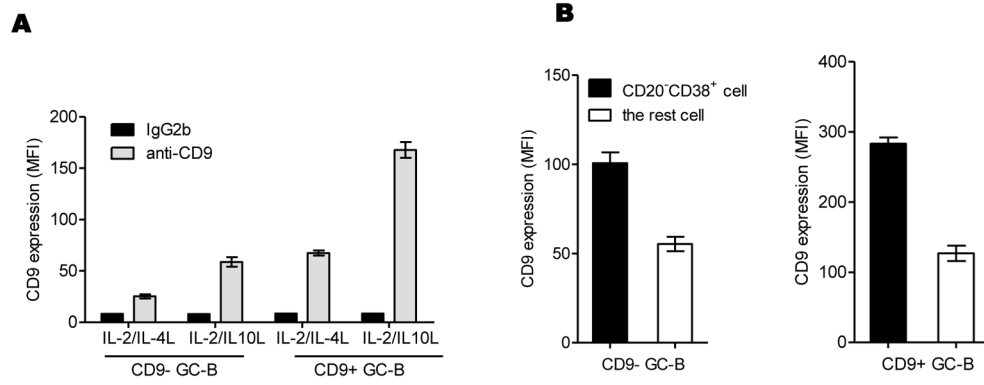 A
CD9 expression (MFI)
200
150
100
50
0
IgG2b
anti-CD9
IL-2/IL-4L IL-2/IL10L IL-2/IL-4L IL-2/IL10L
CD9- GC-B CD9+ GC-B
B
CD9 expression (MFI)
150
100
50
0
CD20-CD38+ cell
the rest cell
CD9- GC-B
CD9 expression (MFI)
400
300
200
100
0
CD9+ GC-B